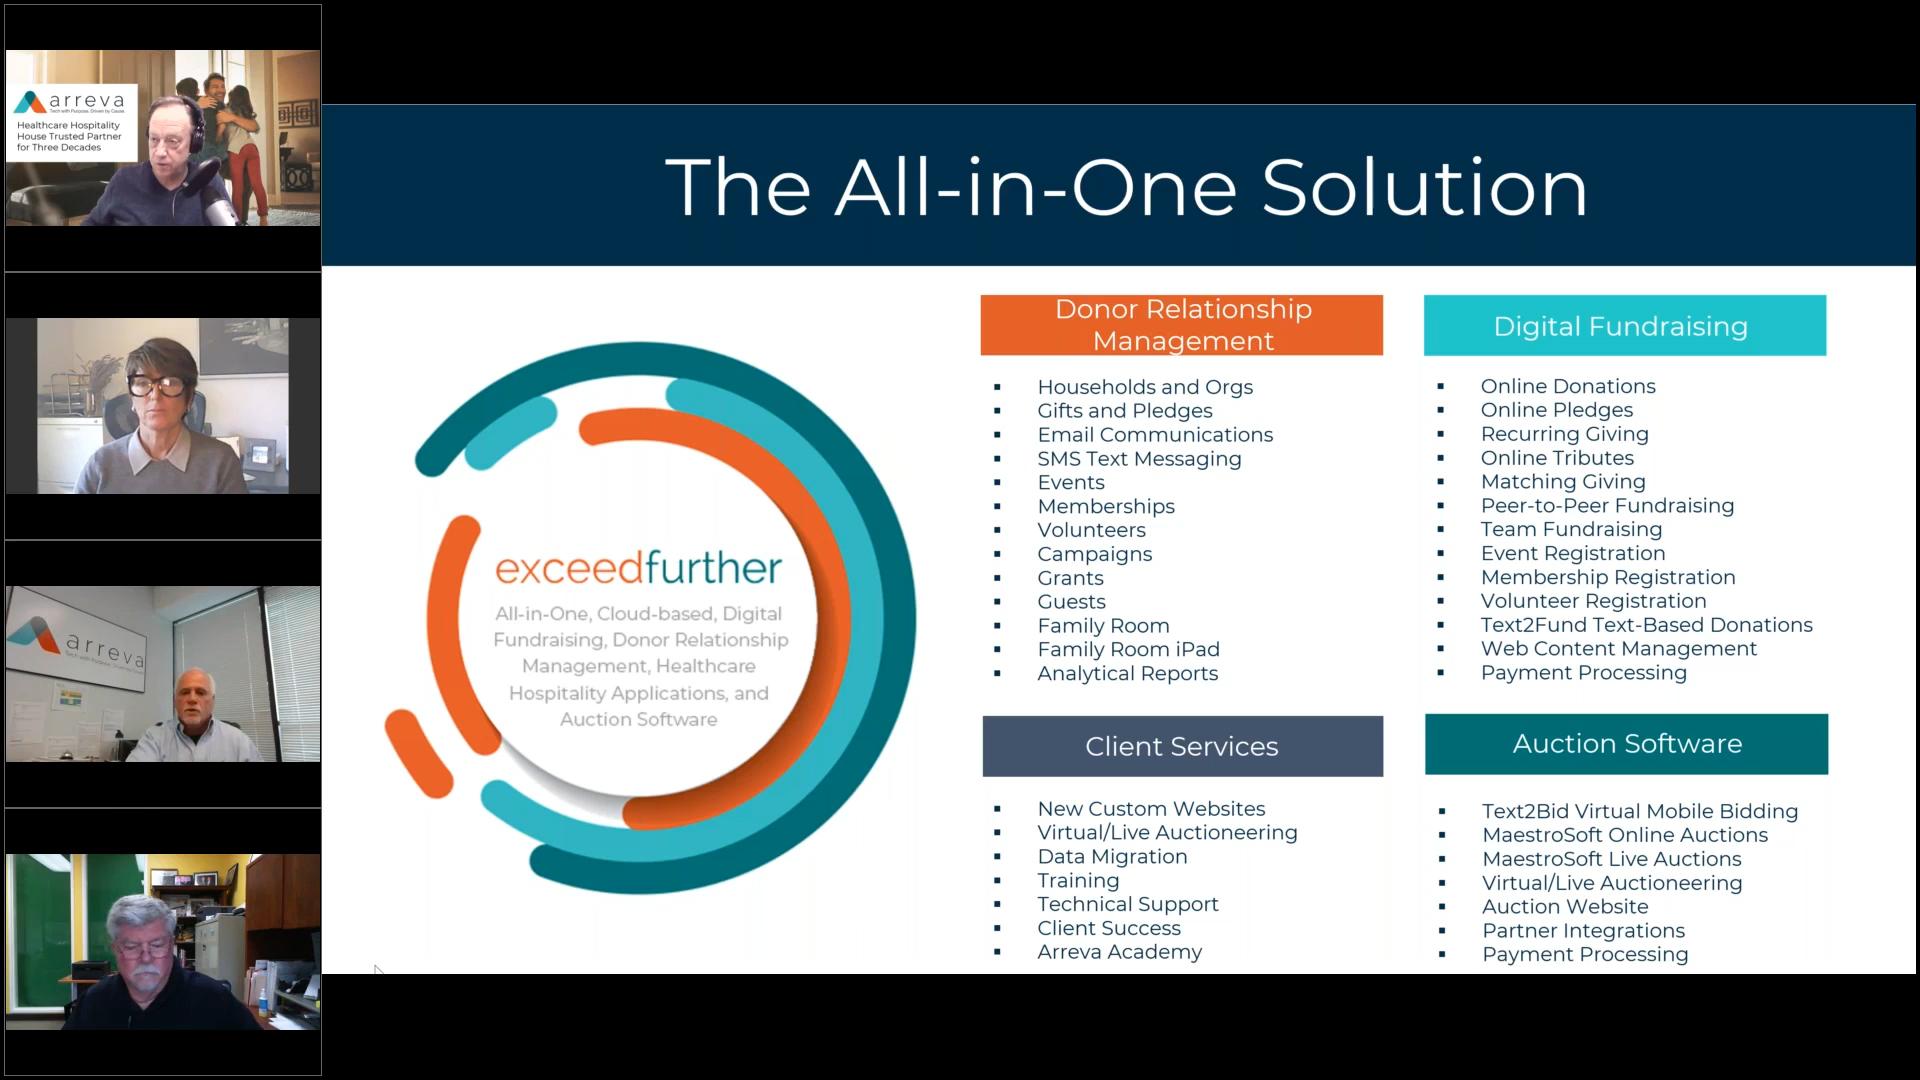 arreva
Tech with Purpose. Driven by Cause.
Healthcare Hospitality
House Trusted Partner
for Three Decades
arreva
The All-in-One Solution
exceedfurther
All-in-One, Cloud-based, Digital
Fundraising, Donor Relationship
Management, Healthcare
Hospitality Applications, and
Auction Software
Donor Relationship
Management
▪ Households and Orgs
▪ Gifts and Pledges
▪ Email Communications
▪ SMS Text Messaging
▪ Events
▪ Memberships
▪ Volunteers
▪ Campaigns
▪ Grants
▪ Guests
▪ Family Room
▪ Family Room iPad
▪ Analytical Reports
Digital Fundraising
▪ Online Donations
▪ Online Pledges
▪ Recurring Giving
▪ Online Tributes
▪ Matching Giving
▪ Peer-to-Peer Fundraising
▪ Team Fundraising
▪ Event Registration
▪ Membership Registration
▪ Volunteer Registration
▪ Text2Fund Text-Based Donations
▪ Web Content Management
▪ Payment Processing
Client Services
▪ New Custom Websites
▪ Virtual/Live Auctioneering
▪ Data Migration
▪ Training
▪ Technical Support
▪ Client Success
▪ Arreva Academy
Auction Software
▪ Text2Bid Virtual Mobile Bidding
▪ MaestroSoft Online Auctions
▪ MaestroSoft Live Auctions
▪ Virtual/Live Auctioneering
▪ Auction Website
▪ Partner Integrations
▪ Payment Processing